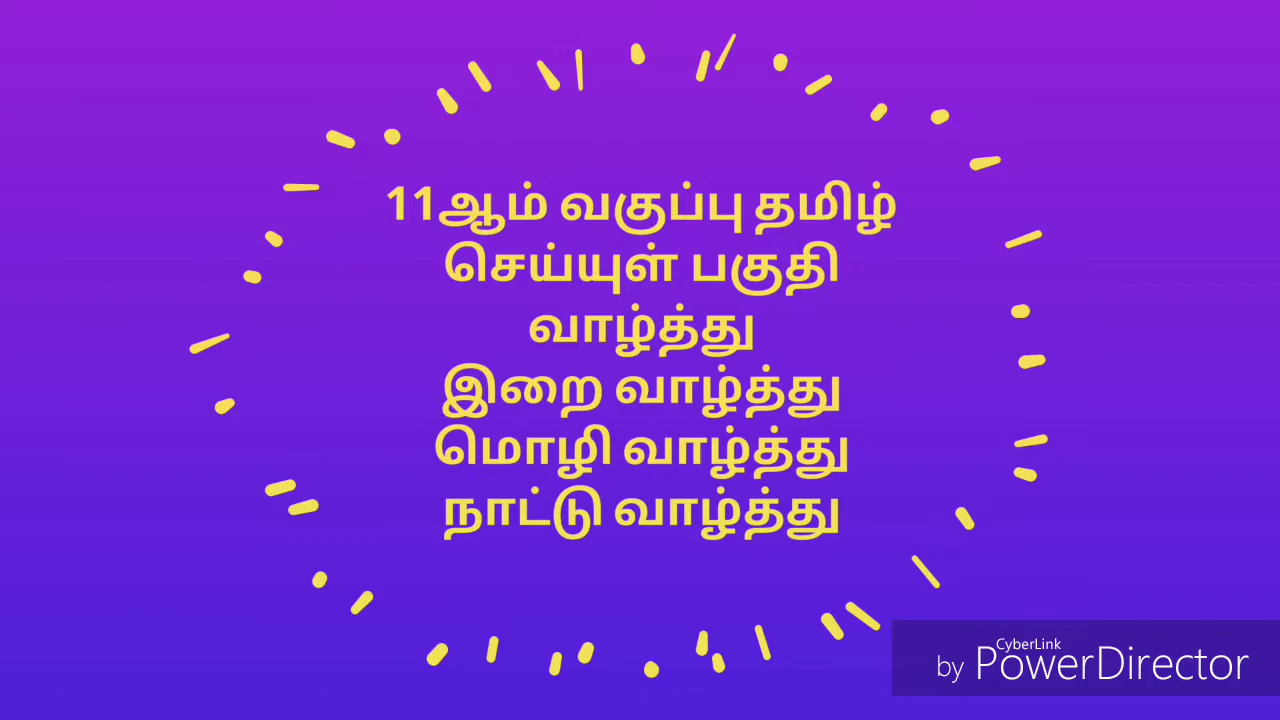 11ஆம் வகுப்பு தமிழ்
செய்யுள் பகுதி
வாழ்த்து
இறை வாழ்த்து
மொழி வாழ்த்து
நாட்டு வாழ்த்து
CyberLink
by PowerDirector